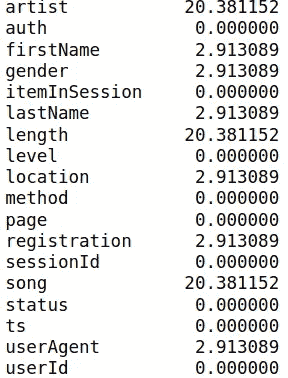 artist 20.381152
auth 0.000000
firstName 2.913089
gender 2.913089
itemInSession 0.000000
lastName 2.913089
length 20.381152
level 0.000000
location 2.913089
method 0.000000
page 0.000000
registration 2.913089
sessionId 0.000000
song 20.381152
status 0.000000
ts 0.000000
userAgent 2.913089
userId 0.000000